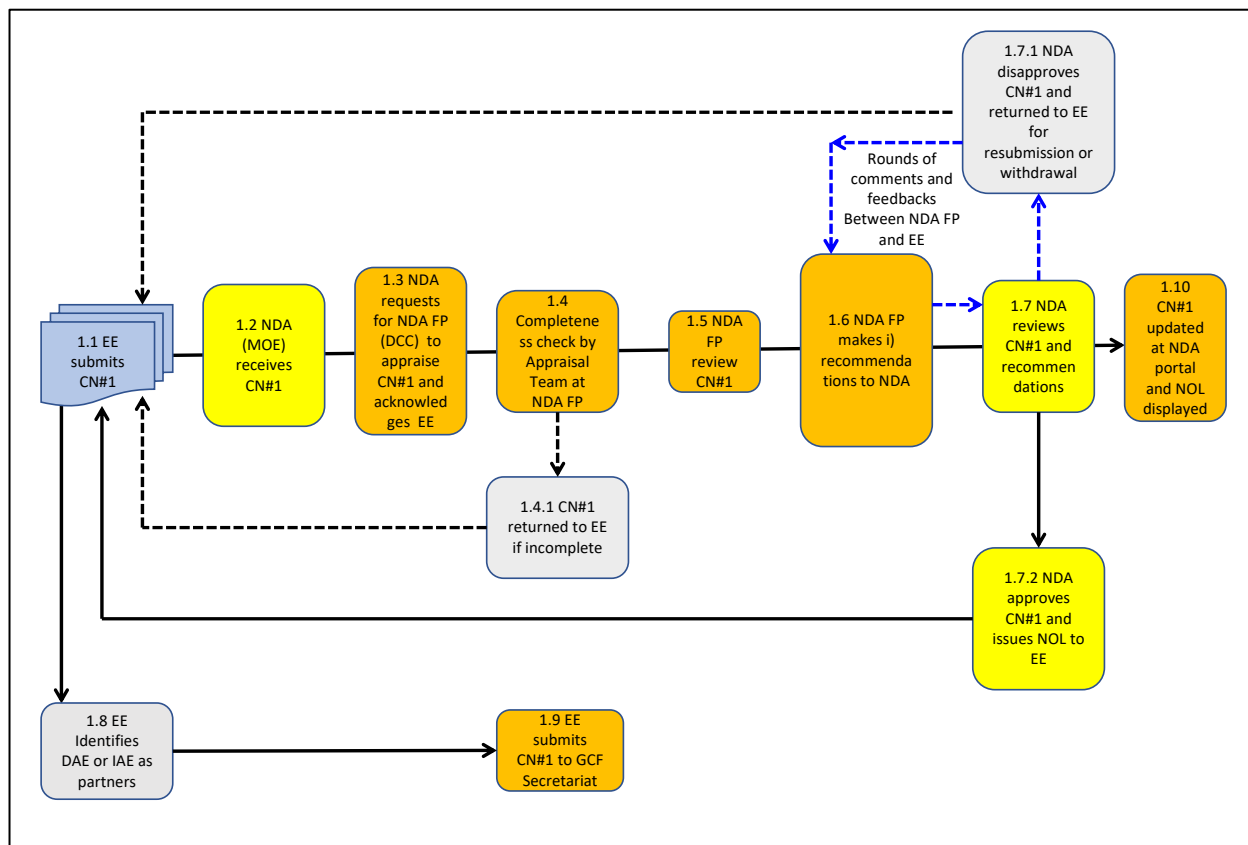 1.7.1 NDA
disapproves
CN#1 and
returned to EE
for
resubmission or
withdrawal
Rounds of
comments and
feedbacks
Between NDA FP
and EE
1.1 EE
submits
CN#1
1.2 NDA
(MOE)
receives
CN#1
1.3 NDA
requests
for NDA FP
(DCC) to
appraise
CN#1 and
acknowled
ges EE
1.4
Completene
ss check by
Appraisal
Team at
NDA FP
1.5 NDA
FP
review
CN#1
1.6 NDA FP
makes i)
recommenda
tions to NDA
1.7 NDA
reviews
CN#1 and
recommen
dations
1.10
CN#1
updated
at NDA
portal
and NOL
displayed
1.4.1 CN#1
returned to EE
if incomplete
1.7.2 NDA
approves
CN#1 and
issues NOL to
EE
1.8 EE
Identifies
DAE or IAE as
partners
1.9 EE
submits
CN#1 to GCF
Secretariat